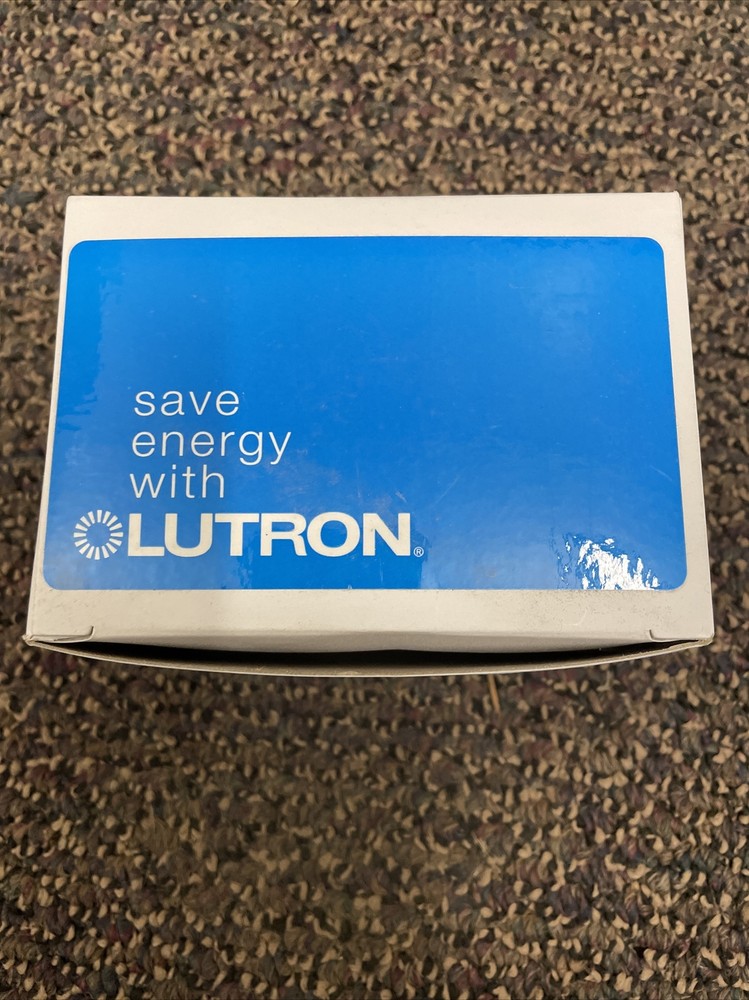 save
energy
with
LUTRON®